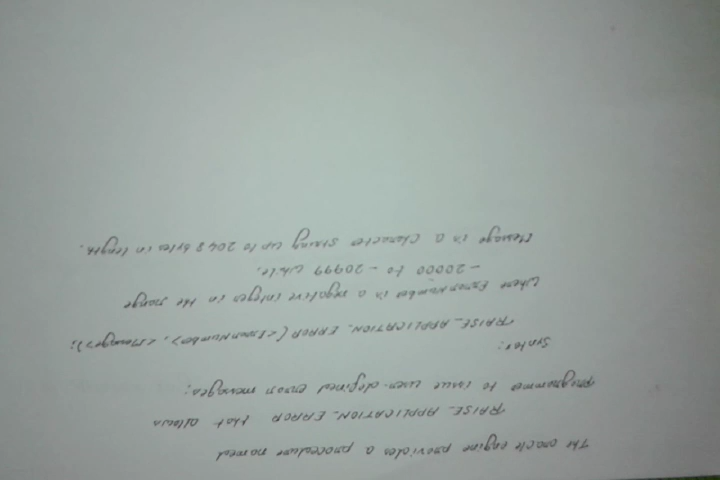 The oracle engine provides a procedure named
RAISE_APPLICATION_ERROR that allows
Programmer to issue user-defined error messages:
Syntax:
RAISE_APPLICATION_ERROR (<ErrorNumber>, <Message>);
Where ErrorNumber is a negative integer in the range
-20000 to -20999 while.
Message is a character string up to 2048 bytes in length.